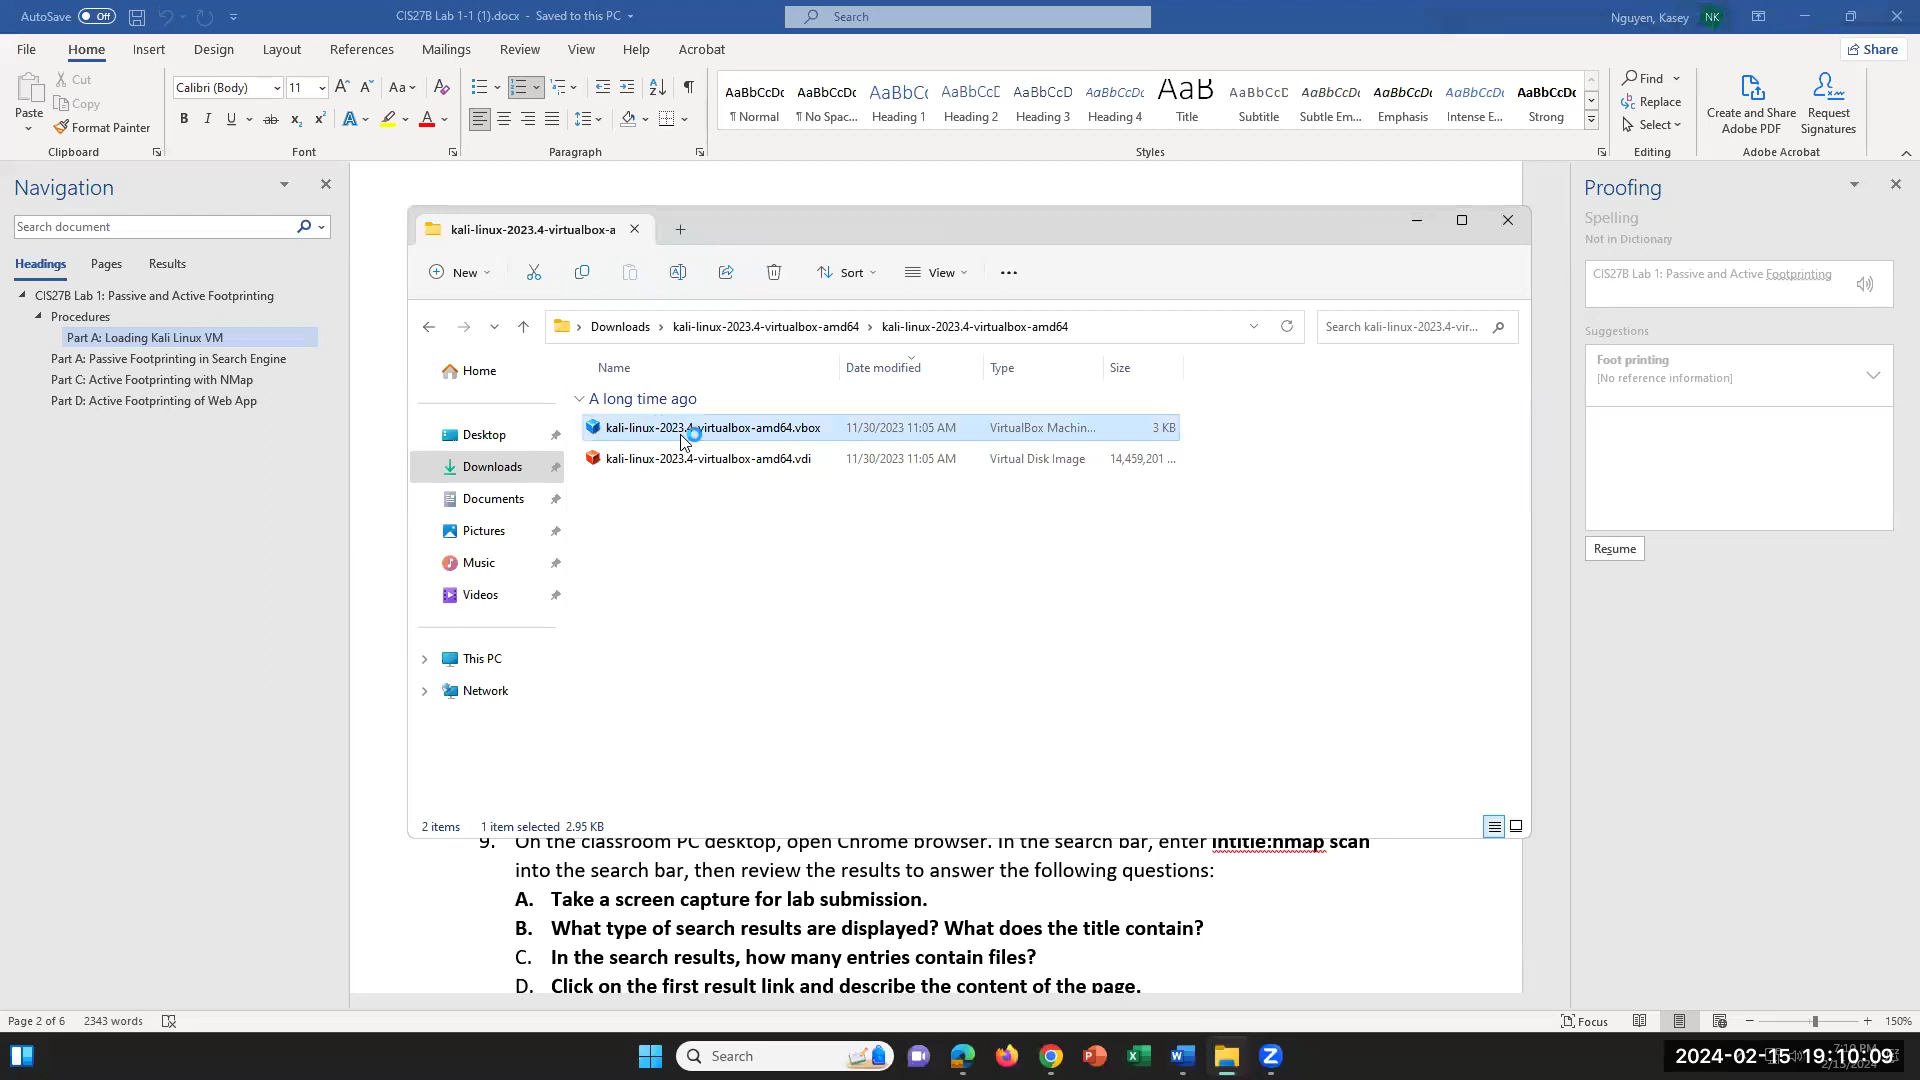 AutoSave Off CIS27B Lab 1-1 (1).docx - Saved to this PC Search Nguyen, Kasey NK
File Home Insert Design Layout References Mailings Review View Help Acrobat Share
Paste Cut Copy Format Painter
Calibri (Body) 11 Aa
AaBbCcDc AaBbCcDc AaBbCc AaBbCcD AaBbCcDc AaBbCcDc AaB AaBbCcD AaBbCcDc AaBbCcDc AaBbCcDc AaBbCcDc
¶ Normal ¶ No Spac... Heading 1 Heading 2 Heading 3 Heading 4 Title Subtitle Subtle Em... Emphasis Intense E... Strong
Find Replace Select
Create and Share Adobe PDF Request Signatures
Clipboard Font Paragraph Styles Editing Adobe Acrobat
Navigation
Search document
Headings Pages Results
CIS27B Lab 1: Passive and Active Footprinting
Procedures
Part A: Loading Kali Linux VM
Part A: Passive Footprinting in Search Engine
Part C: Active Footprinting with NMap
Part D: Active Footprinting of Web App
kali-linux-2023.4-virtualbox-a
New Sort View
Downloads > kali-linux-2023.4-virtualbox-amd64 > kali-linux-2023.4-virtualbox-amd64 Search kali-linux-2023.4-vir...
Name Date modified Type Size
A long time ago
kali-linux-2023.4-virtualbox-amd64.vbox 11/30/2023 11:05 AM VirtualBox Machin... 3 KB
kali-linux-2023.4-virtualbox-amd64.vdi 11/30/2023 11:05 AM Virtual Disk Image 14,459,201 ...
Home
Desktop
Downloads
Documents
Pictures
Music
Videos
This PC
Network
2 items 1 item selected 2.95 KB
Proofing
Spelling
Not in Dictionary
CIS27B Lab 1: Passive and Active Footprinting
Suggestions
Foot printing
[No reference information]
Resume
9. On the classroom PC desktop, open Chrome browser. In the search bar, enter intitle:nmap scan
into the search bar, then review the results to answer the following questions:
A. Take a screen capture for lab submission.
B. What type of search results are displayed? What does the title contain?
C. In the search results, how many entries contain files?
D. Click on the first result link and describe the content of the page.
Page 2 of 6 2343 words Focus 150%
Search
2024-02-15 19:10:09